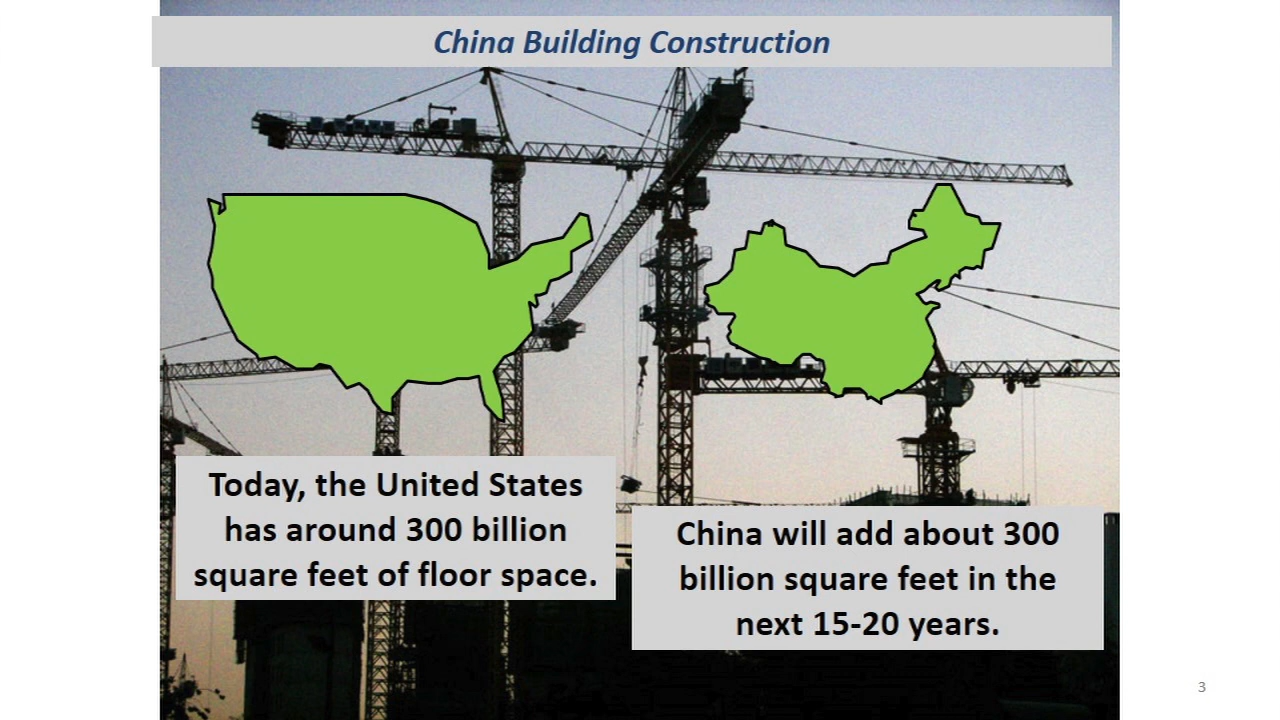 China Building Construction
Today, the United States
has around 300 billion
square feet of floor space.
China will add about 300
billion square feet in the
next 15-20 years.
3